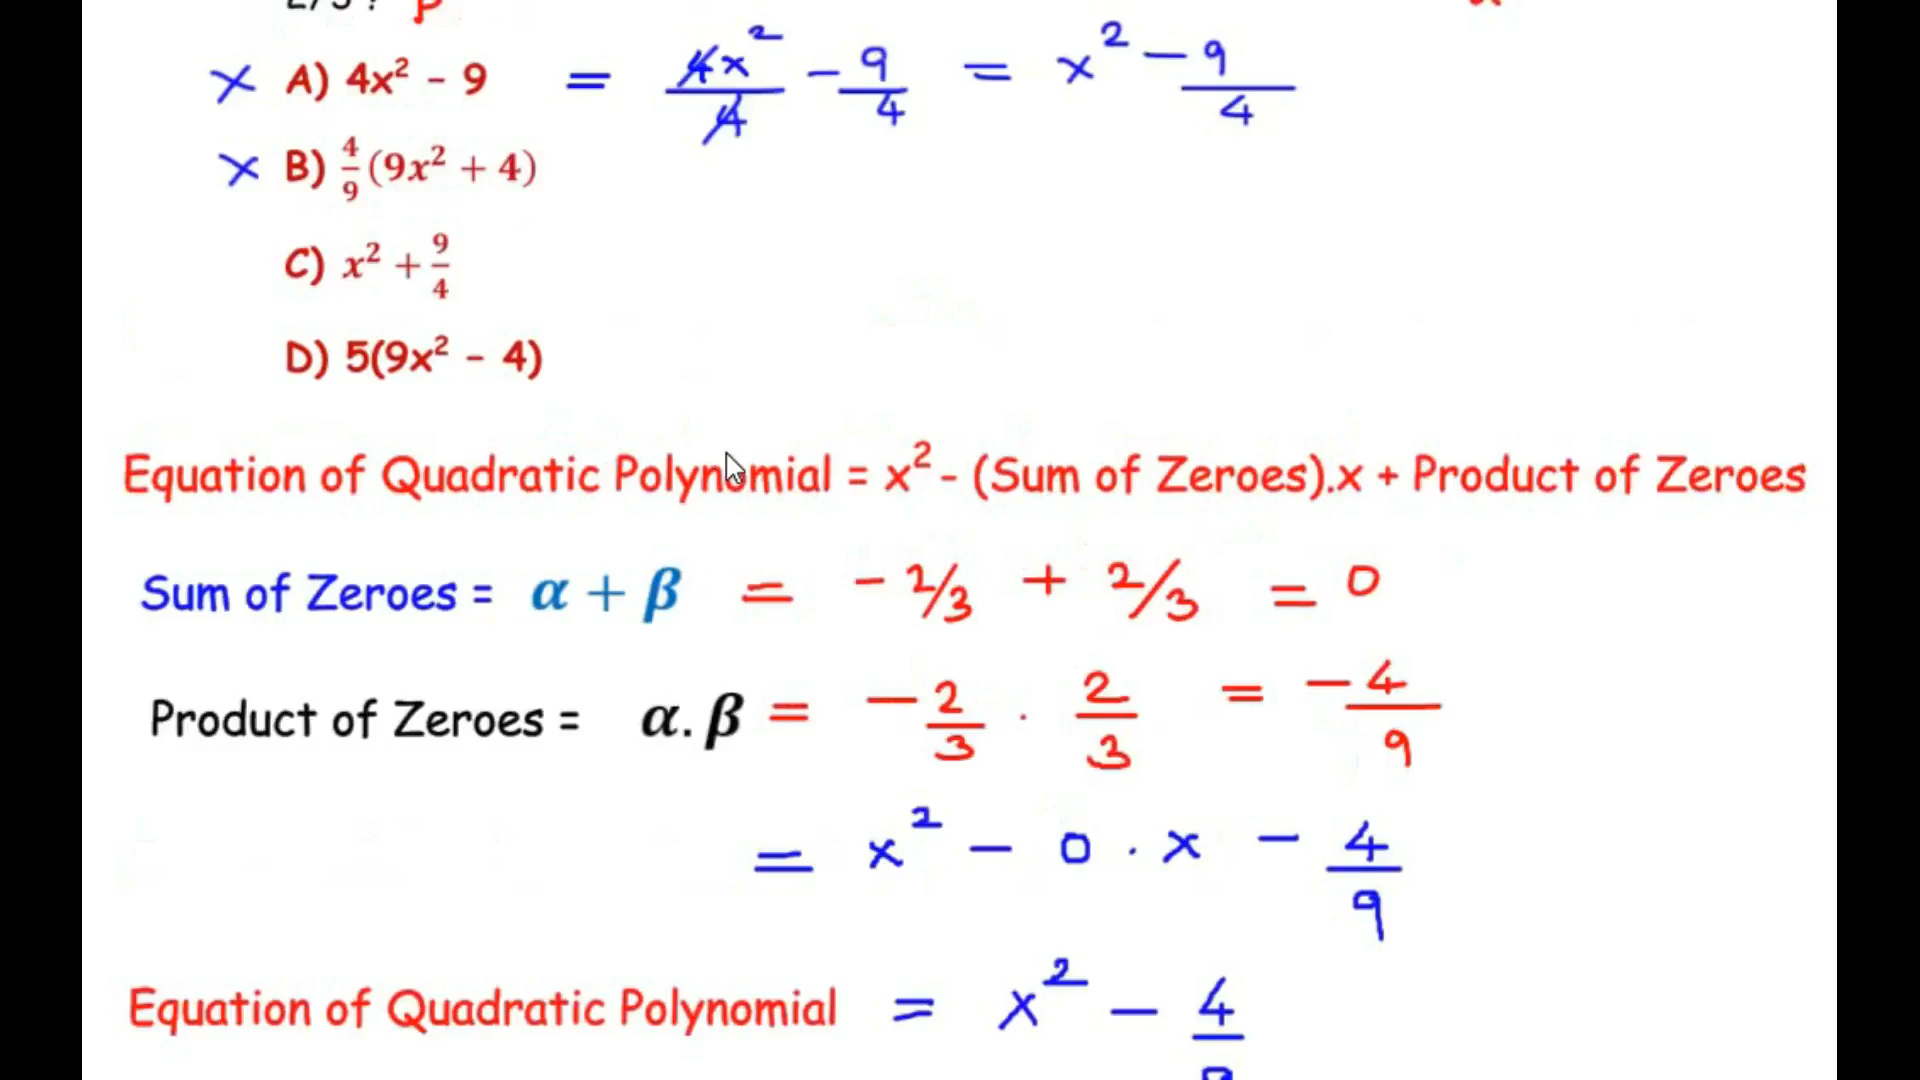 2/3 ? β
× A) 4x² - 9 = 4x²/4 - 9/4 = x² - 9/4
× B) 4/9 (9x² + 4)
C) x² + 9/4
D) 5(9x² - 4)
Equation of Quadratic Polynomial = x² - (Sum of Zeroes).x + Product of Zeroes
Sum of Zeroes = α + β = - 2/3 + 2/3 = 0
Product of Zeroes = α. β = - 2/3 · 2/3 = - 4/9
= x² - 0 · x - 4/9
Equation of Quadratic Polynomial = x² - 4/